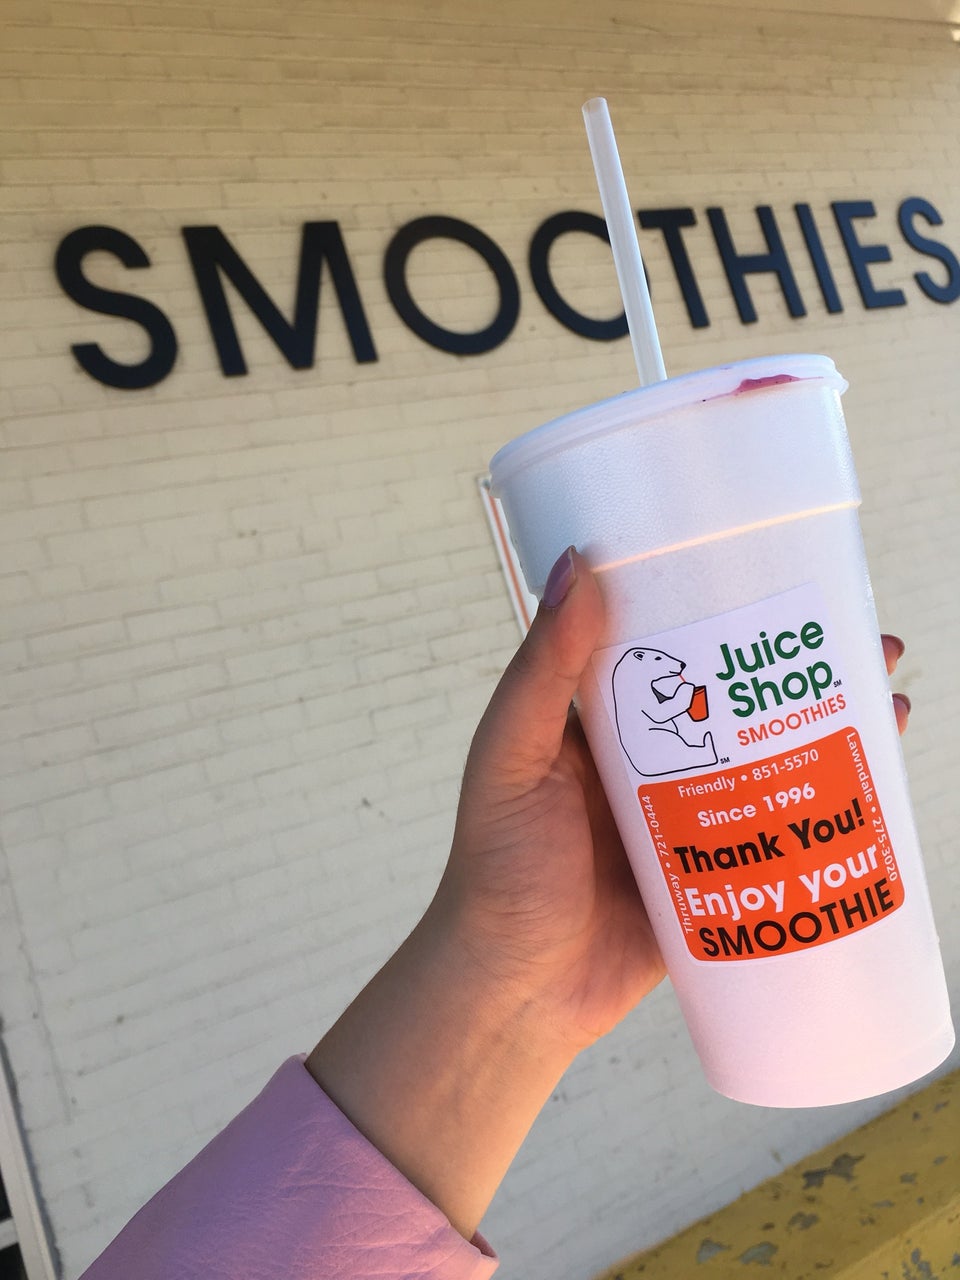 SMOOTHIES
Juice
Shop SM
SMOOTHIES
SM
Friendly • 851-5570
Since 1996
Thank You!
Enjoy your
SMOOTHIE
Thruway • 721-0444
Lawndale • 275-3020